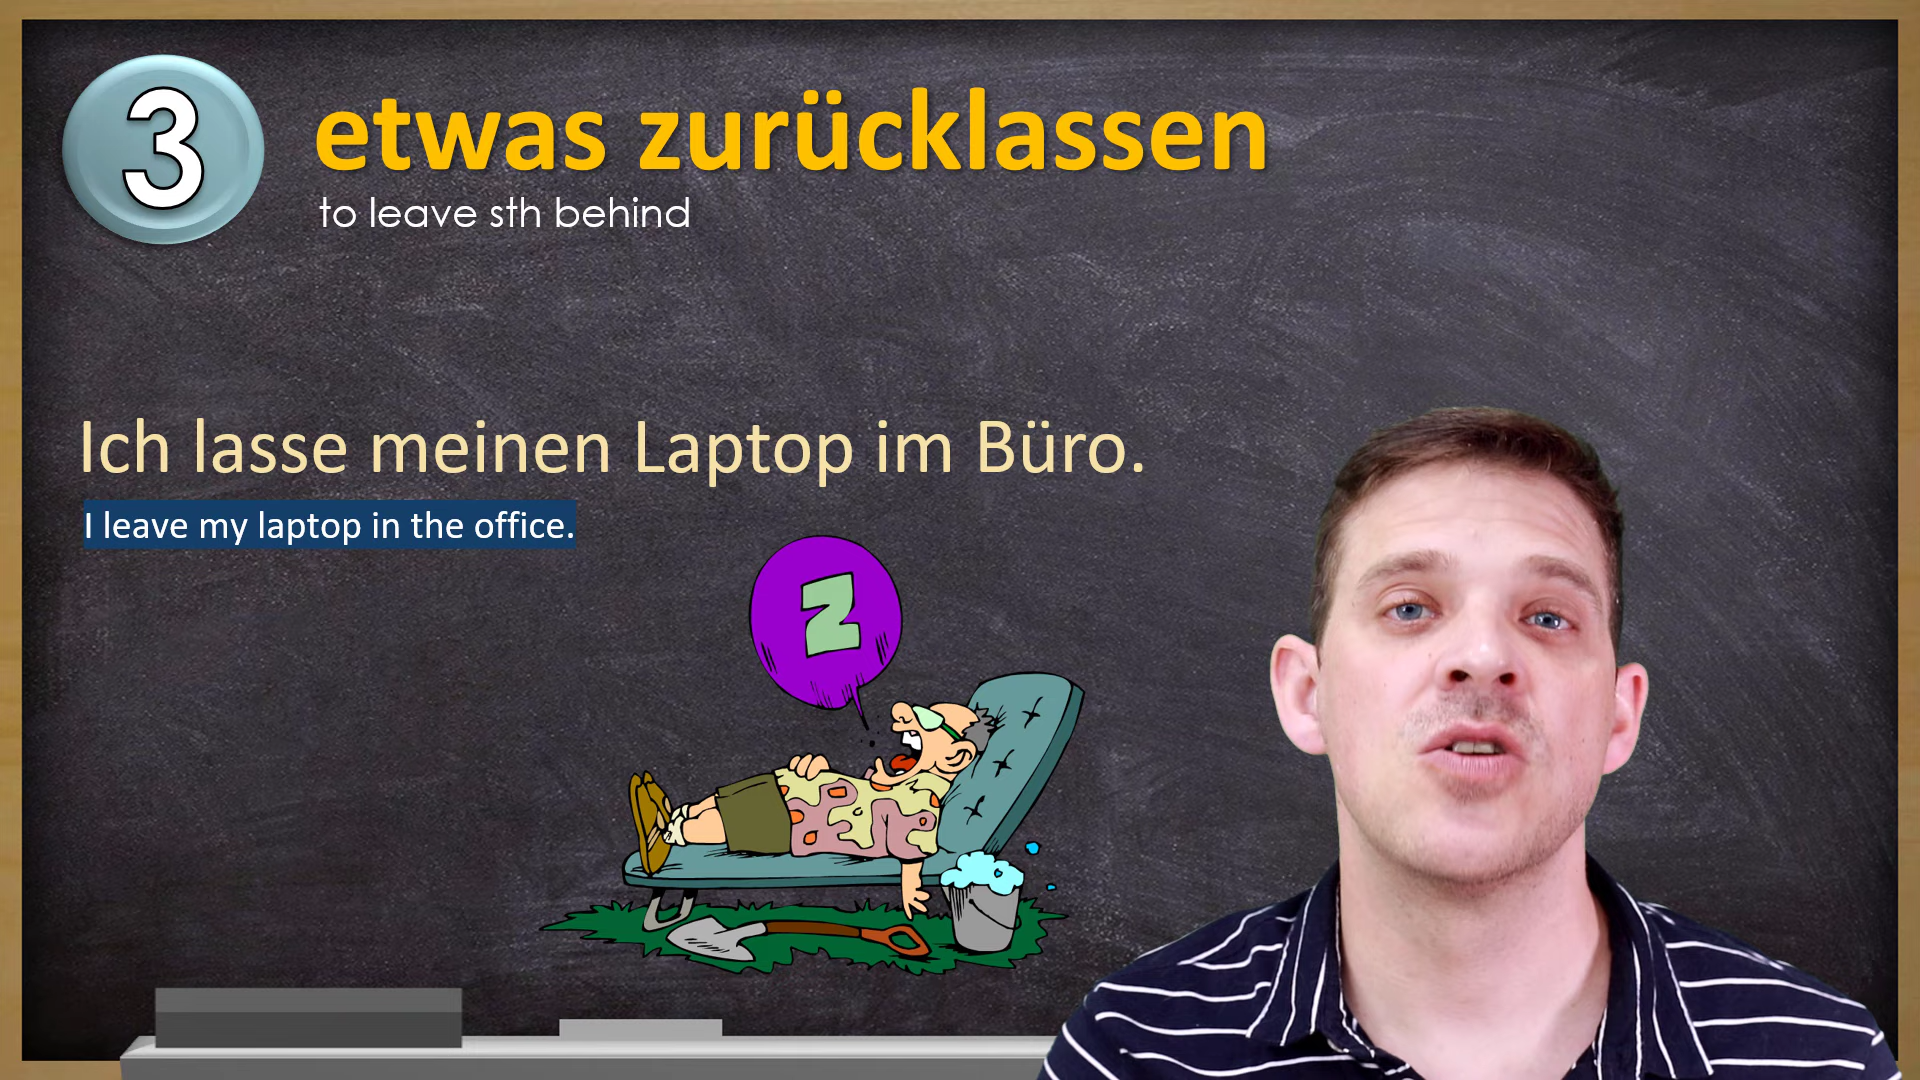 3
etwas zurücklassen
to leave sth behind
Ich lasse meinen Laptop im Büro.
I leave my laptop in the office.
Z